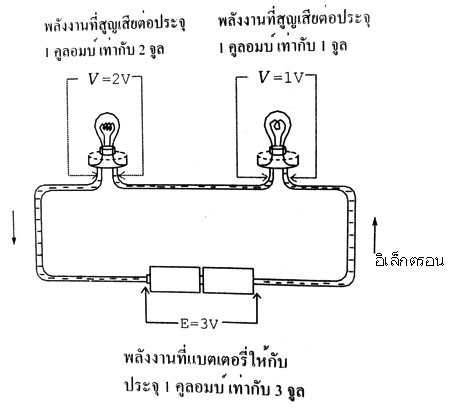 พลังงานที่สูญเสียต่อประจุ
1 คูลอมบ์ เท่ากับ 2 จูล
พลังงานที่สูญเสียต่อประจุ
1 คูลอมบ์ เท่ากับ 1 จูล
V=2V
V=1V
อิเล็กตรอน
E=3V
พลังงานที่แบตเตอรี่ให้กับ
ประจุ 1 คูลอมบ์ เท่ากับ 3 จูล